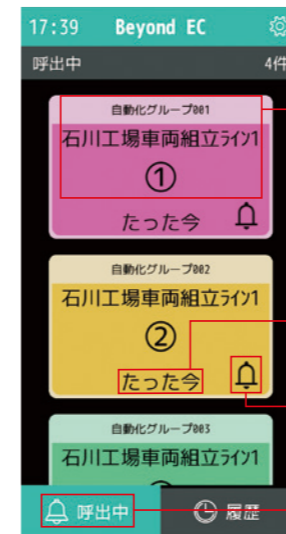 17:39 Beyond EC
呼出中 4件
自動化グループ001
石川工場車両組立ライン1
①
たった今
自動化グループ002
石川工場車両組立ライン1
②
たった今
自動化グループ003
石川工場車両組立ライン1
呼出中 履歴